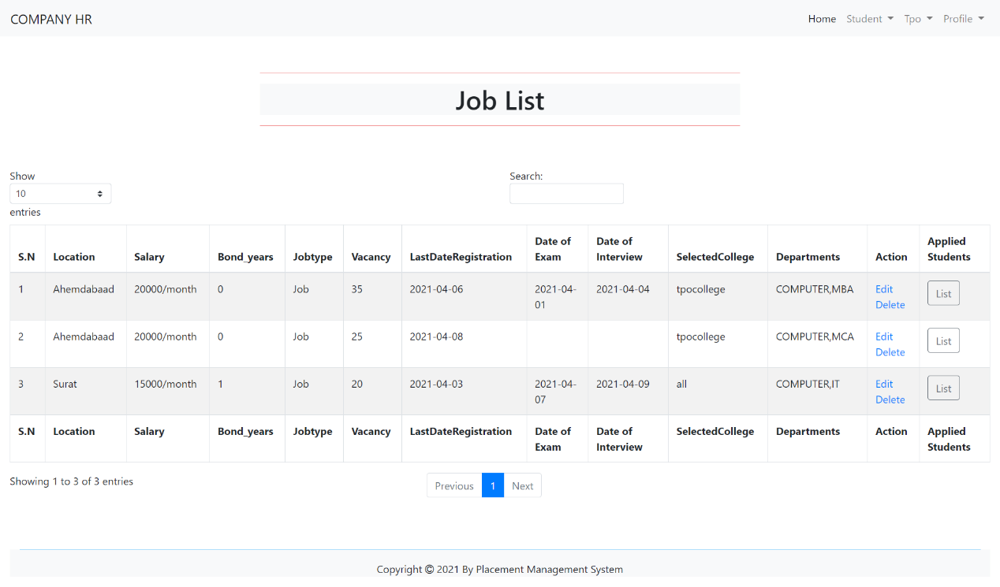 COMPANY HR Home Student Tpo Profile
Job List
Show Search:
10
entries
S.N Location Salary Bond_years Jobtype Vacancy LastDateRegistration Date of Exam Date of Interview SelectedCollege Departments Action Applied Students
1 Ahemdabaad 20000/month 0 Job 35 2021-04-06 2021-04-01 2021-04-04 tpocollege COMPUTER,MBA Edit Delete List
2 Ahemdabaad 20000/month 0 Job 25 2021-04-08 tpocollege COMPUTER,MCA Edit Delete List
3 Surat 15000/month 1 Job 20 2021-04-03 2021-04-07 2021-04-09 all COMPUTER,IT Edit Delete List
S.N Location Salary Bond_years Jobtype Vacancy LastDateRegistration Date of Exam Date of Interview SelectedCollege Departments Action Applied Students
Showing 1 to 3 of 3 entries Previous 1 Next
Copyright © 2021 By Placement Management System